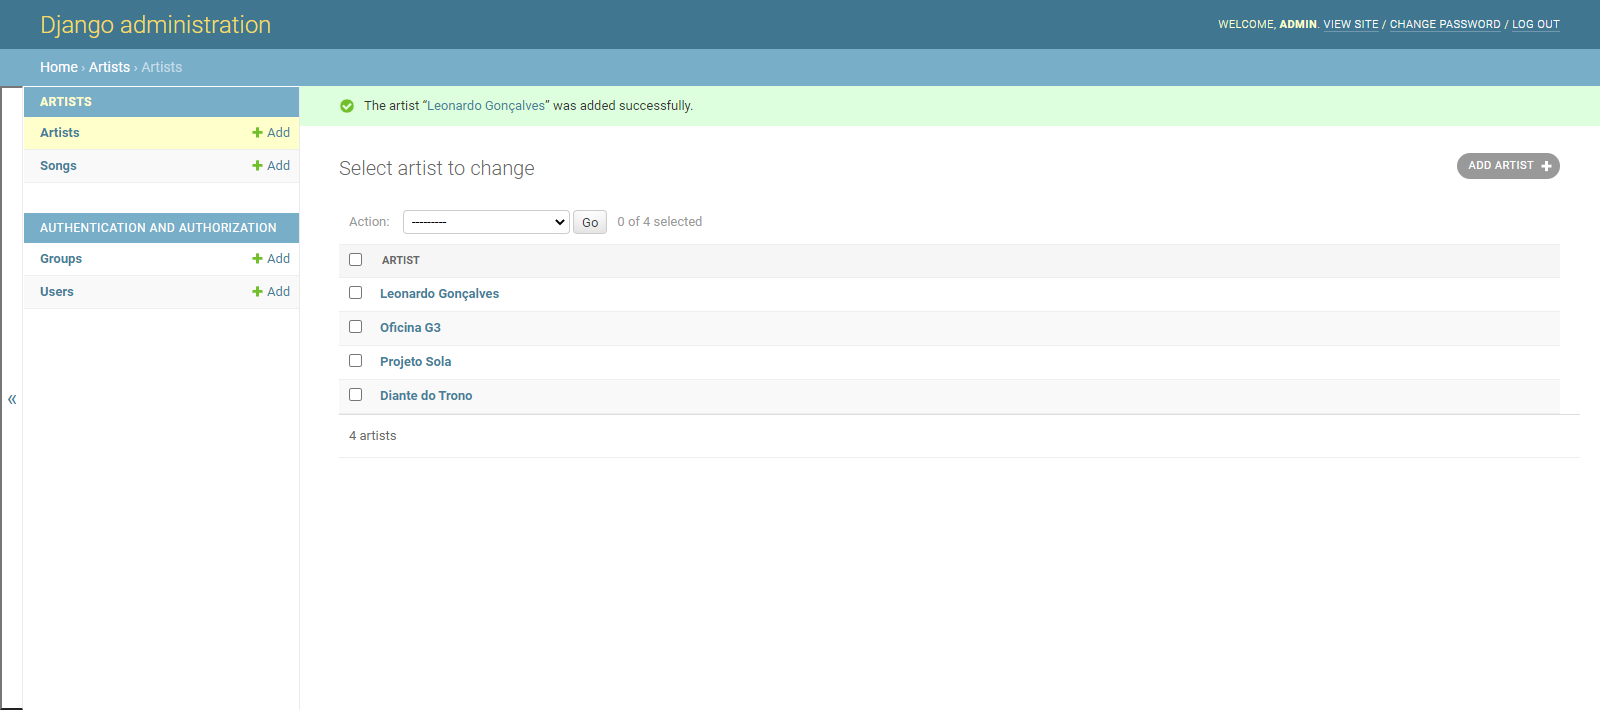 Django administration
WELCOME, ADMIN. VIEW SITE / CHANGE PASSWORD / LOG OUT
Home › Artists › Artists
ARTISTS
Artists
Add
Songs
Add
AUTHENTICATION AND AUTHORIZATION
Groups
Add
Users
Add
«
The artist “Leonardo Gonçalves” was added successfully.
Select artist to change
ADD ARTIST
Action: --------- Go 0 of 4 selected
ARTIST
Leonardo Gonçalves
Oficina G3
Projeto Sola
Diante do Trono
4 artists